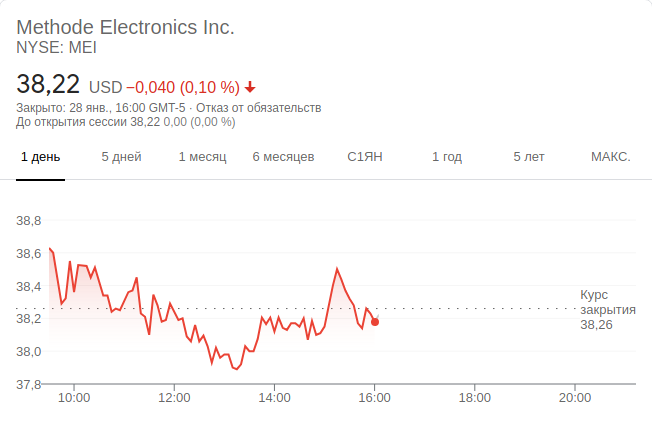 Methode Electronics Inc.
NYSE: MEI
38,22 USD −0,040 (0,10 %)
Закрыто: 28 янв., 16:00 GMT-5 · Отказ от обязательств
До открытия сессии 38,22 0,00 (0,00 %)
1 день 5 дней 1 месяц 6 месяцев С1ЯН 1 год 5 лет МАКС.
38,8
38,6
38,4
38,2
38,0
37,8
Курс
закрытия
38,26
10:00 12:00 14:00 16:00 18:00 20:00